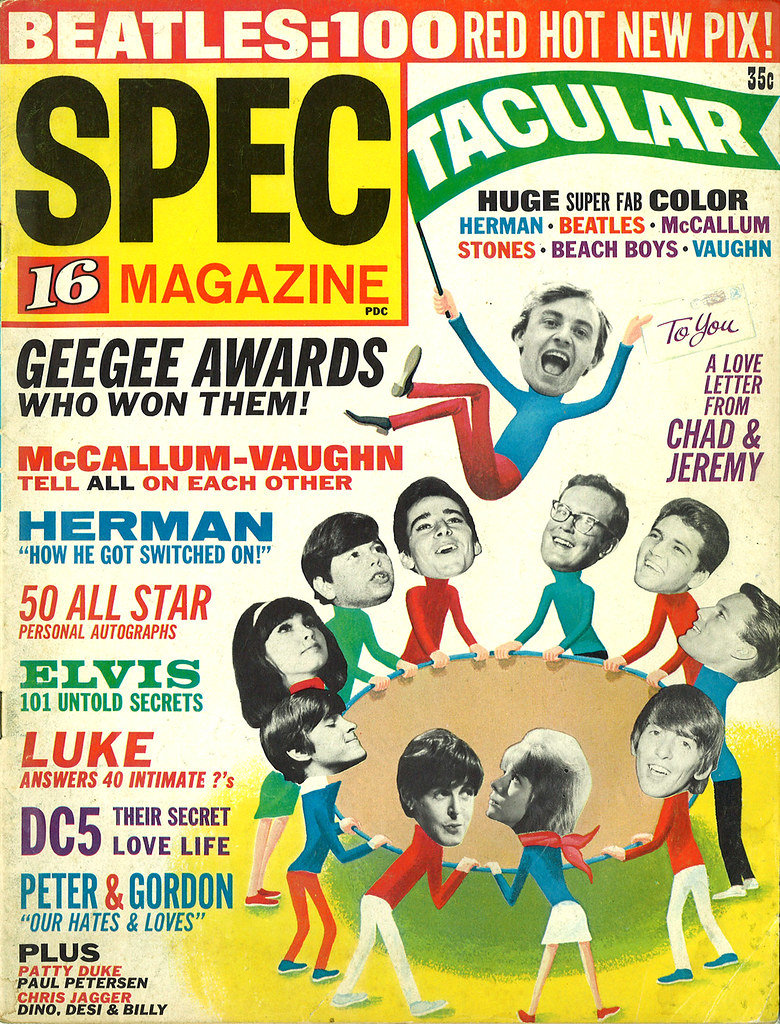 BEATLES:100 RED HOT NEW PIX!
35c
SPEC
TACULAR
16 MAGAZINE
PDC
HUGE SUPER FAB COLOR
HERMAN · BEATLES · McCALLUM
STONES · BEACH BOYS · VAUGHN
GEEGEE AWARDS
WHO WON THEM!
To You
A LOVE
LETTER
FROM
CHAD &
JEREMY
McCALLUM-VAUGHN
TELL ALL ON EACH OTHER
HERMAN
"HOW HE GOT SWITCHED ON!"
50 ALL STAR
PERSONAL AUTOGRAPHS
ELVIS
101 UNTOLD SECRETS
LUKE
ANSWERS 40 INTIMATE ?'s
DC5 THEIR SECRET
LOVE LIFE
PETER & GORDON
"OUR HATES & LOVES"
PLUS
PATTY DUKE
PAUL PETERSEN
CHRIS JAGGER
DINO, DESI & BILLY